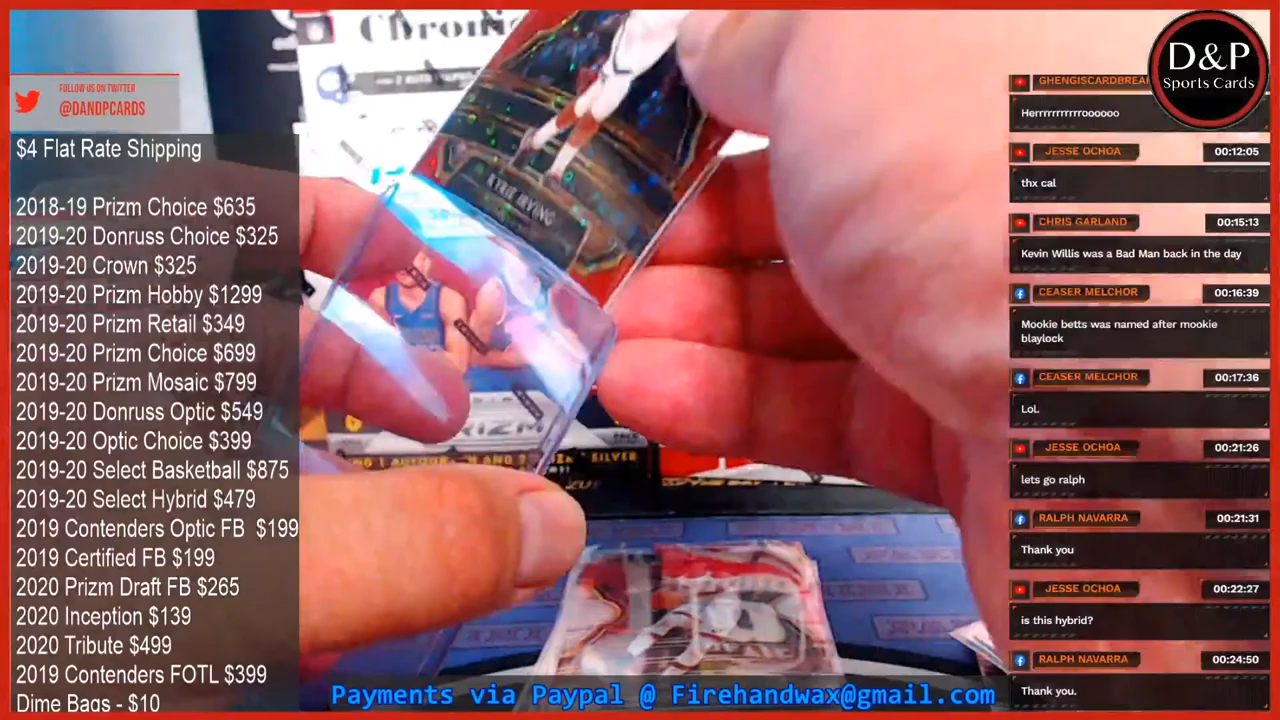 FOLLOW US ON TWITTER
@DANDPCARDS
$4 Flat Rate Shipping
2018-19 Prizm Choice $635
2019-20 Donruss Choice $325
2019-20 Crown $325
2019-20 Prizm Hobby $1299
2019-20 Prizm Retail $349
2019-20 Prizm Choice $699
2019-20 Prizm Mosaic $799
2019-20 Donruss Optic $549
2019-20 Optic Choice $399
2019-20 Select Basketball $875
2019-20 Select Hybrid $479
2019 Contenders Optic FB $199
2019 Certified FB $199
2020 Prizm Draft FB $265
2020 Inception $139
2020 Tribute $499
2019 Contenders FOTL $399
Dime Bags - $10
KYRIE IRVING
SILVER
Payments via Paypal @ Firehandwax@gmail.com
D&P
Sports Cards
Herrrrrrrrrroooooo
JESSE OCHOA 00:12:05
thx cal
CHRIS GARLAND 00:15:13
Kevin Willis was a Bad Man back in the day
CEASER MELCHOR 00:16:39
Mookie betts was named after mookie
blaylock
CEASER MELCHOR 00:17:36
Lol.
JESSE OCHOA 00:21:26
lets go ralph
RALPH NAVARRA 00:21:31
Thank you
JESSE OCHOA 00:22:27
is this hybrid?
RALPH NAVARRA 00:24:50
Thank you.